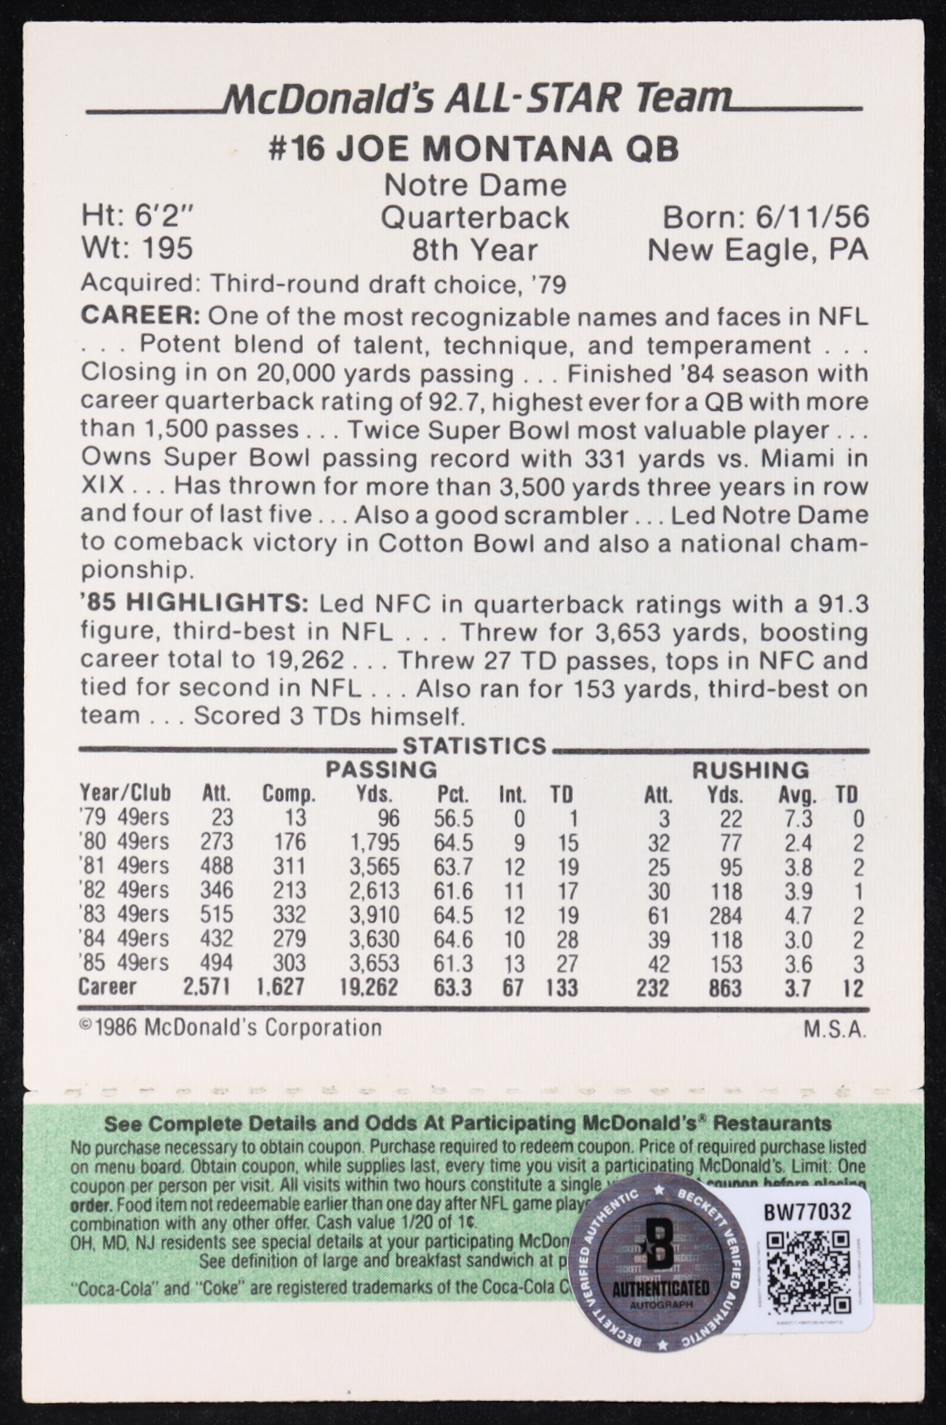 McDonald's ALL-STAR Team
#16 JOE MONTANA QB
Notre Dame
Ht: 6'2" Quarterback Born: 6/11/56
Wt: 195 8th Year New Eagle, PA
Acquired: Third-round draft choice, '79
CAREER: One of the most recognizable names and faces in NFL
. . . Potent blend of talent, technique, and temperament . . .
Closing in on 20,000 yards passing . . . Finished '84 season with
career quarterback rating of 92.7, highest ever for a QB with more
than 1,500 passes . . . Twice Super Bowl most valuable player . . .
Owns Super Bowl passing record with 331 yards vs. Miami in
XIX . . . Has thrown for more than 3,500 yards three years in row
and four of last five . . . Also a good scrambler . . . Led Notre Dame
to comeback victory in Cotton Bowl and also a national cham-
pionship.
'85 HIGHLIGHTS: Led NFC in quarterback ratings with a 91.3
figure, third-best in NFL . . . Threw for 3,653 yards, boosting
career total to 19,262 . . . Threw 27 TD passes, tops in NFC and
tied for second in NFL . . . Also ran for 153 yards, third-best on
team . . . Scored 3 TDs himself.
STATISTICS
PASSING RUSHING
Year/Club Att. Comp. Yds. Pct. Int. TD Att. Yds. Avg. TD
'79 49ers 23 13 96 56.5 0 1 3 22 7.3 0
'80 49ers 273 176 1,795 64.5 9 15 32 77 2.4 2
'81 49ers 488 311 3,565 63.7 12 19 25 95 3.8 2
'82 49ers 346 213 2,613 61.6 11 17 30 118 3.9 1
'83 49ers 515 332 3,910 64.5 12 19 61 284 4.7 2
'84 49ers 432 279 3,630 64.6 10 28 39 118 3.0 2
'85 49ers 494 303 3,653 61.3 13 27 42 153 3.6 3
Career 2,571 1,627 19,262 63.3 67 133 232 863 3.7 12
©1986 McDonald's Corporation M.S.A.
See Complete Details and Odds At Participating McDonald's® Restaurants
No purchase necessary to obtain coupon. Purchase required to redeem coupon. Price of required purchase listed
on menu board. Obtain coupon, while supplies last, every time you visit a participating McDonald's. Limit: One
coupon per person per visit. All visits within two hours constitute a single coupon before placing
order. Food item not redeemable earlier than one day after NFL game
combination with any other offer. Cash value 1/20 of 1¢.
OH, MD, NJ residents see special details at your participating
See definition of large and breakfast sandwich at
"Coca-Cola" and "Coke" are registered trademarks of the Coca-Cola
BECKETT VERIFIED AUTHENTIC ★ BECKETT VERIFIED AUTHENTIC ★
B
AUTHENTICATED
AUTOGRAPH
BW77032